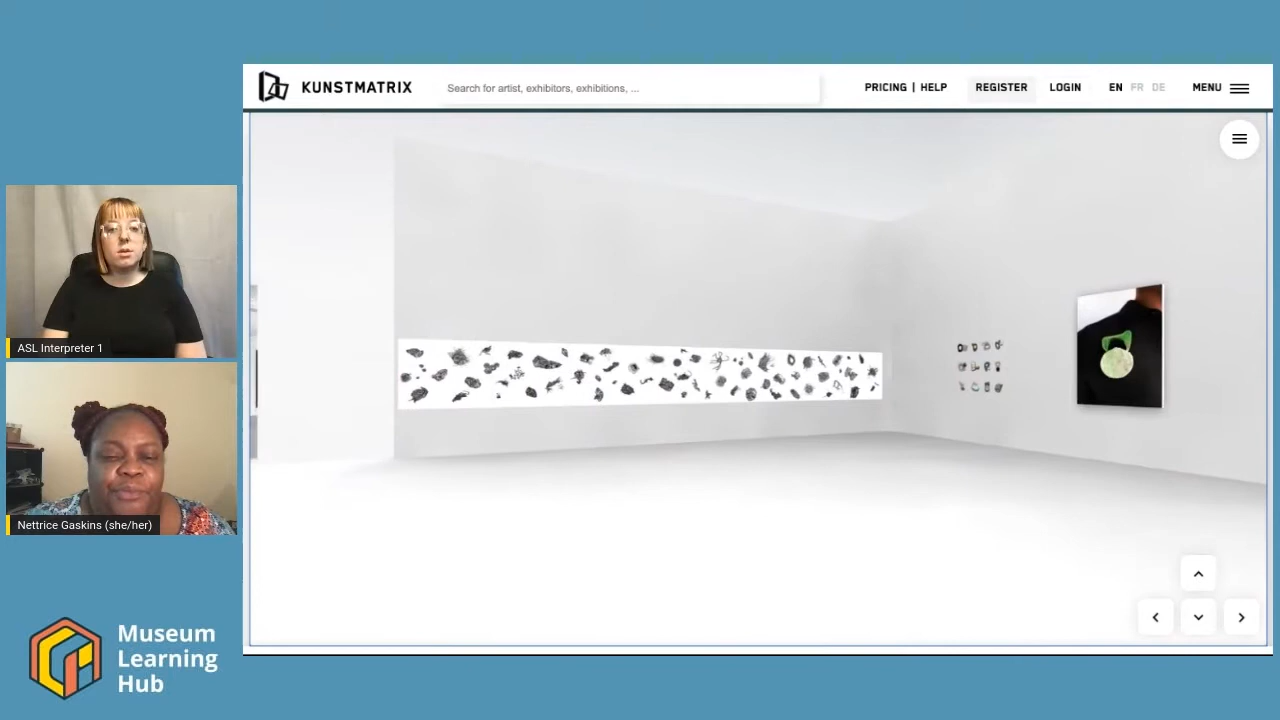 KUNSTMATRIX
Search for artist, exhibitors, exhibitions, ...
PRICING | HELP
REGISTER
LOGIN
EN FR DE
MENU
ASL Interpreter 1
Nettrice Gaskins (she/her)
Museum
Learning
Hub